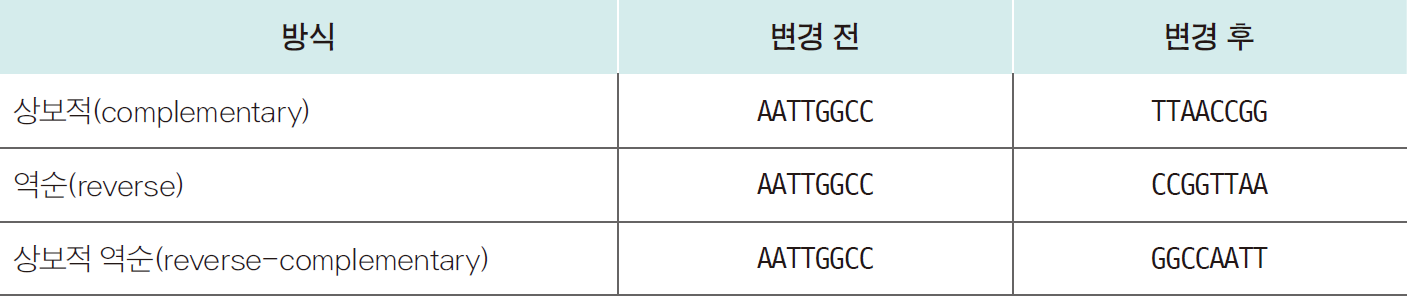 방식 변경 전 변경 후
상보적(complementary) AATTGGCC TTAACCGG
역순(reverse) AATTGGCC CCGGTTAA
상보적 역순(reverse-complementary) AATTGGCC GGCCAATT